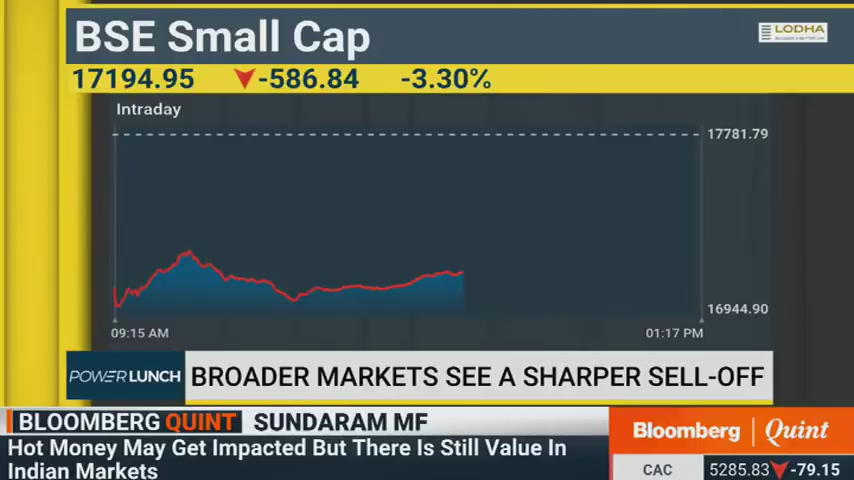 BSE Small Cap
LODHA
17194.95 -586.84 -3.30%
Intraday
17781.79
16944.90
09:15 AM 01:17 PM
POWER LUNCH BROADER MARKETS SEE A SHARPER SELL-OFF
BLOOMBERG QUINT SUNDARAM MF
Hot Money May Get Impacted But There Is Still Value In
Indian Markets
Bloomberg | Quint
CAC 5285.83 -79.15